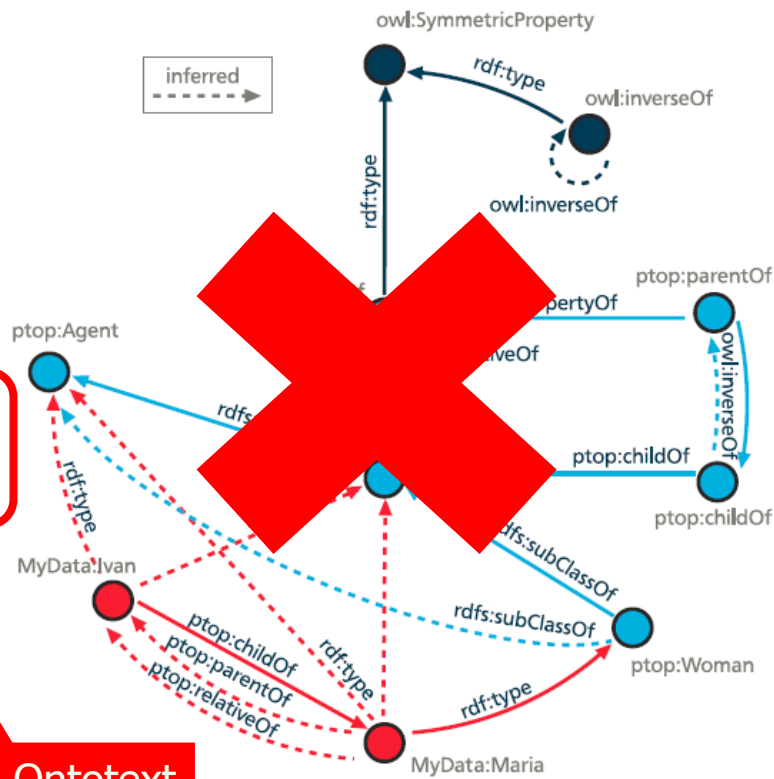 owl:SymmetricProperty
inferred
rdf:type
owl:inverseOf
rdf:type
owl:inverseOf
ptop:parentOf
ptop:Agent
owl:inverseOf
ptop:childOf
ptop:childOf
rdf:type
MyData:Ivan
rdfs:subClassOf
ptop:childOf
ptop:parentOf
ptop:relativeOf
rdf:type
rdfs:subClassOf
ptop:Woman
rdf:type
MyData:Maria
Ontotext